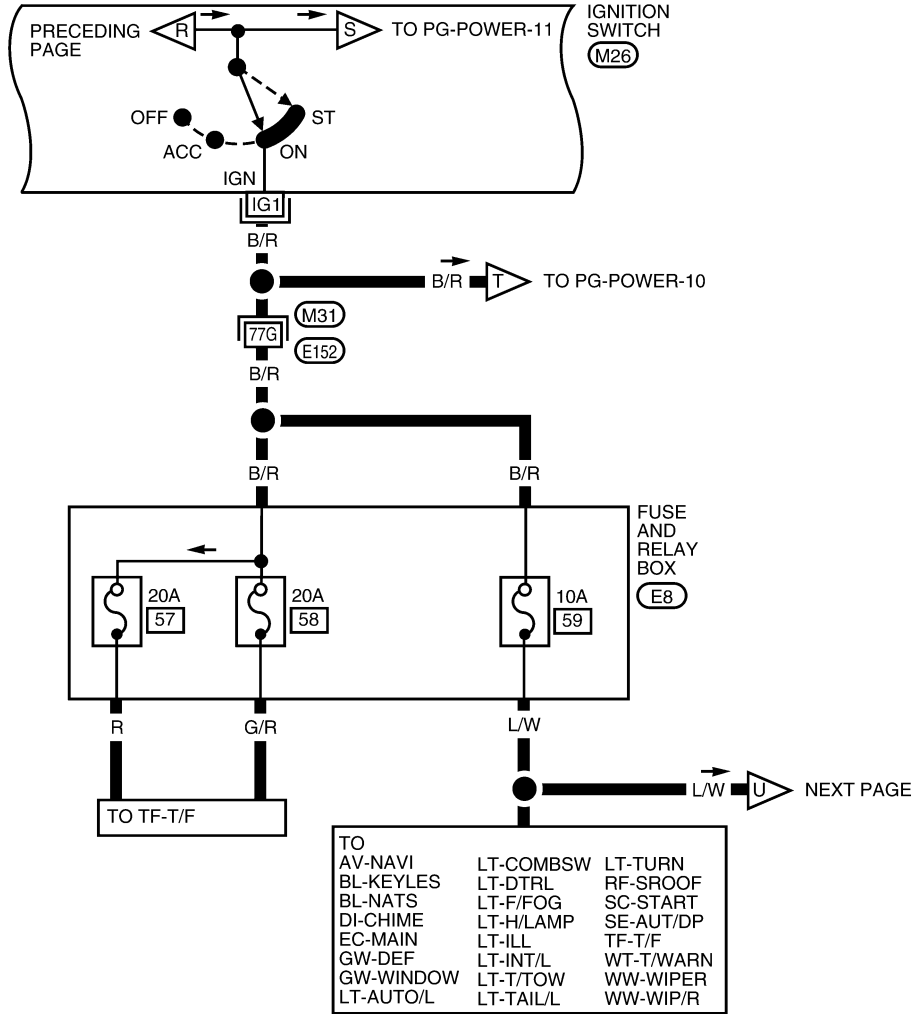 PRECEDING
PAGE
R
S
TO PG-POWER-11
IGNITION
SWITCH
M26
OFF
ACC
ST
ON
IGN
IG1
B/R
B/R
T
TO PG-POWER-10
M31
77G
E152
B/R
B/R
B/R
FUSE
AND
RELAY
BOX
E8
20A
57
20A
58
10A
59
R
G/R
L/W
L/W
U
NEXT PAGE
TO TF-T/F
TO
AV-NAVI
BL-KEYLES
BL-NATS
DI-CHIME
EC-MAIN
GW-DEF
GW-WINDOW
LT-AUTO/L
LT-COMBSW
LT-DTRL
LT-F/FOG
LT-H/LAMP
LT-ILL
LT-INT/L
LT-T/TOW
LT-TAIL/L
LT-TURN
RF-SROOF
SC-START
SE-AUT/DP
TF-T/F
WT-T/WARN
WW-WIPER
WW-WIP/R